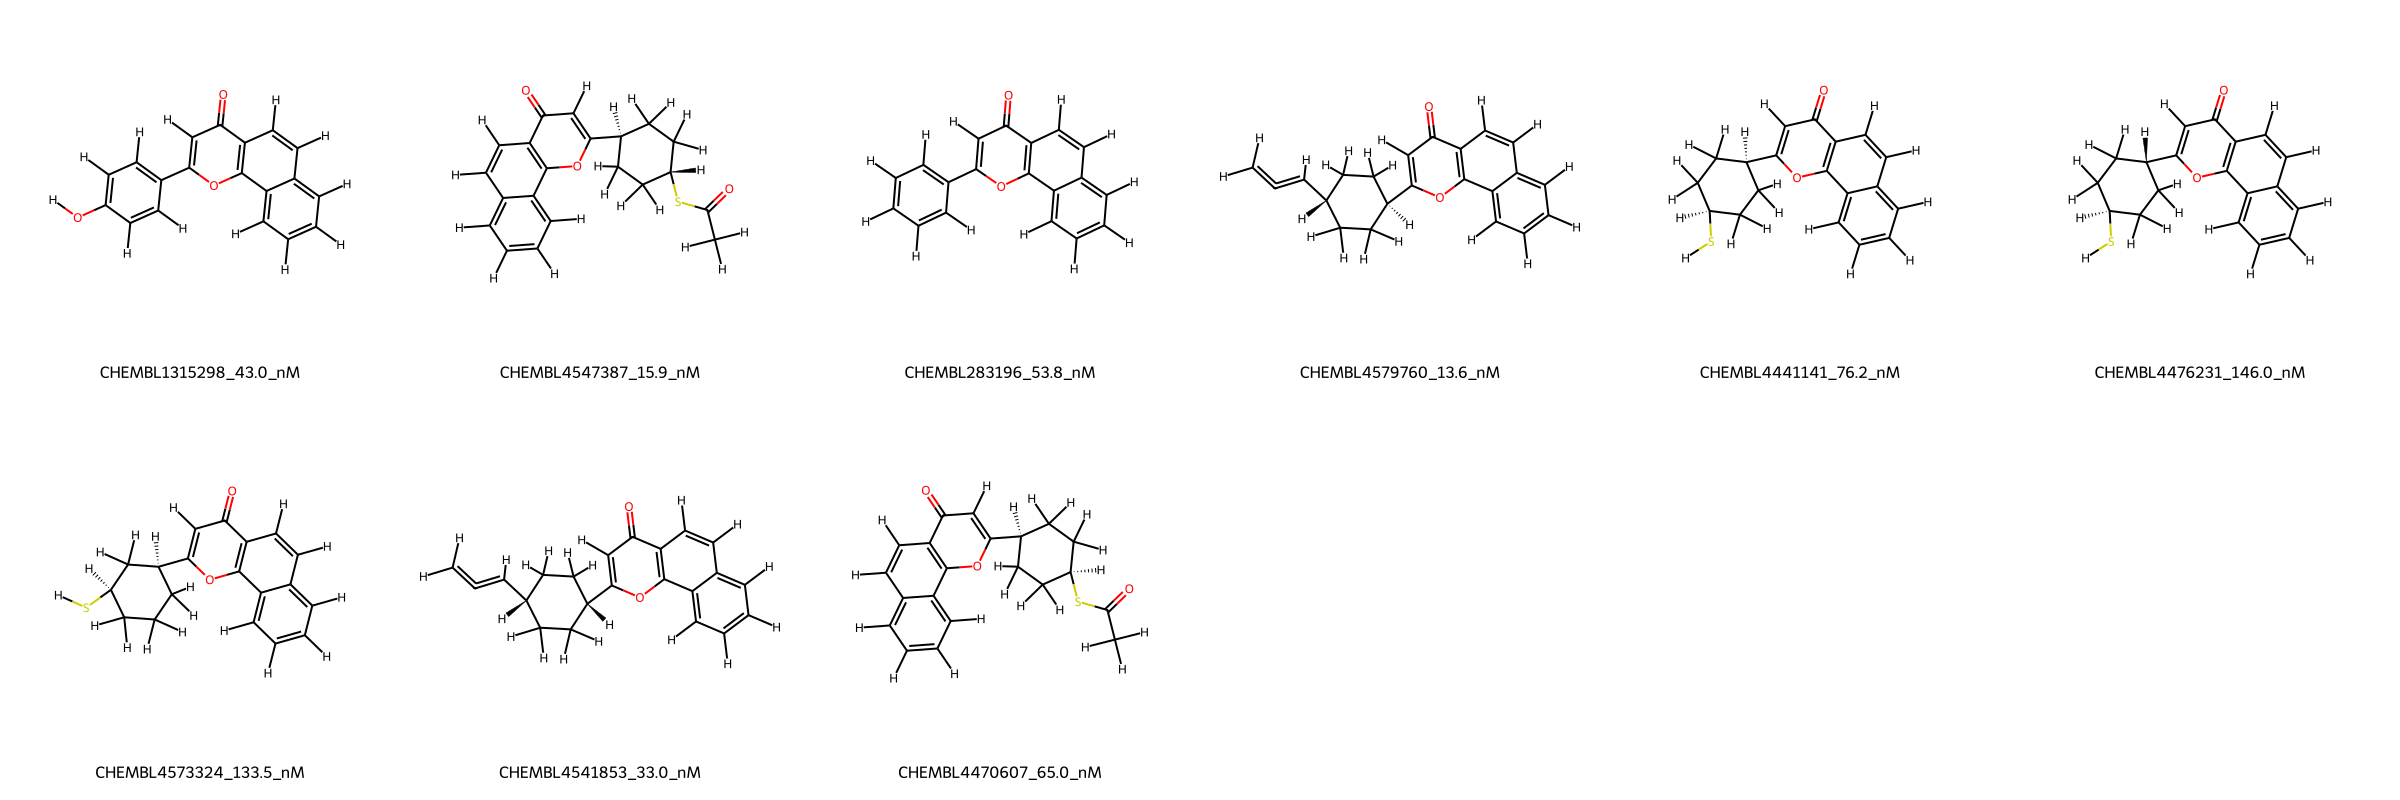 CHEMBL1315298_43.0_nM
CHEMBL4547387_15.9_nM
CHEMBL283196_53.8_nM
CHEMBL4579760_13.6_nM
CHEMBL4441141_76.2_nM
CHEMBL4476231_146.0_nM
CHEMBL4573324_133.5_nM
CHEMBL4541853_33.0_nM
CHEMBL4470607_65.0_nM